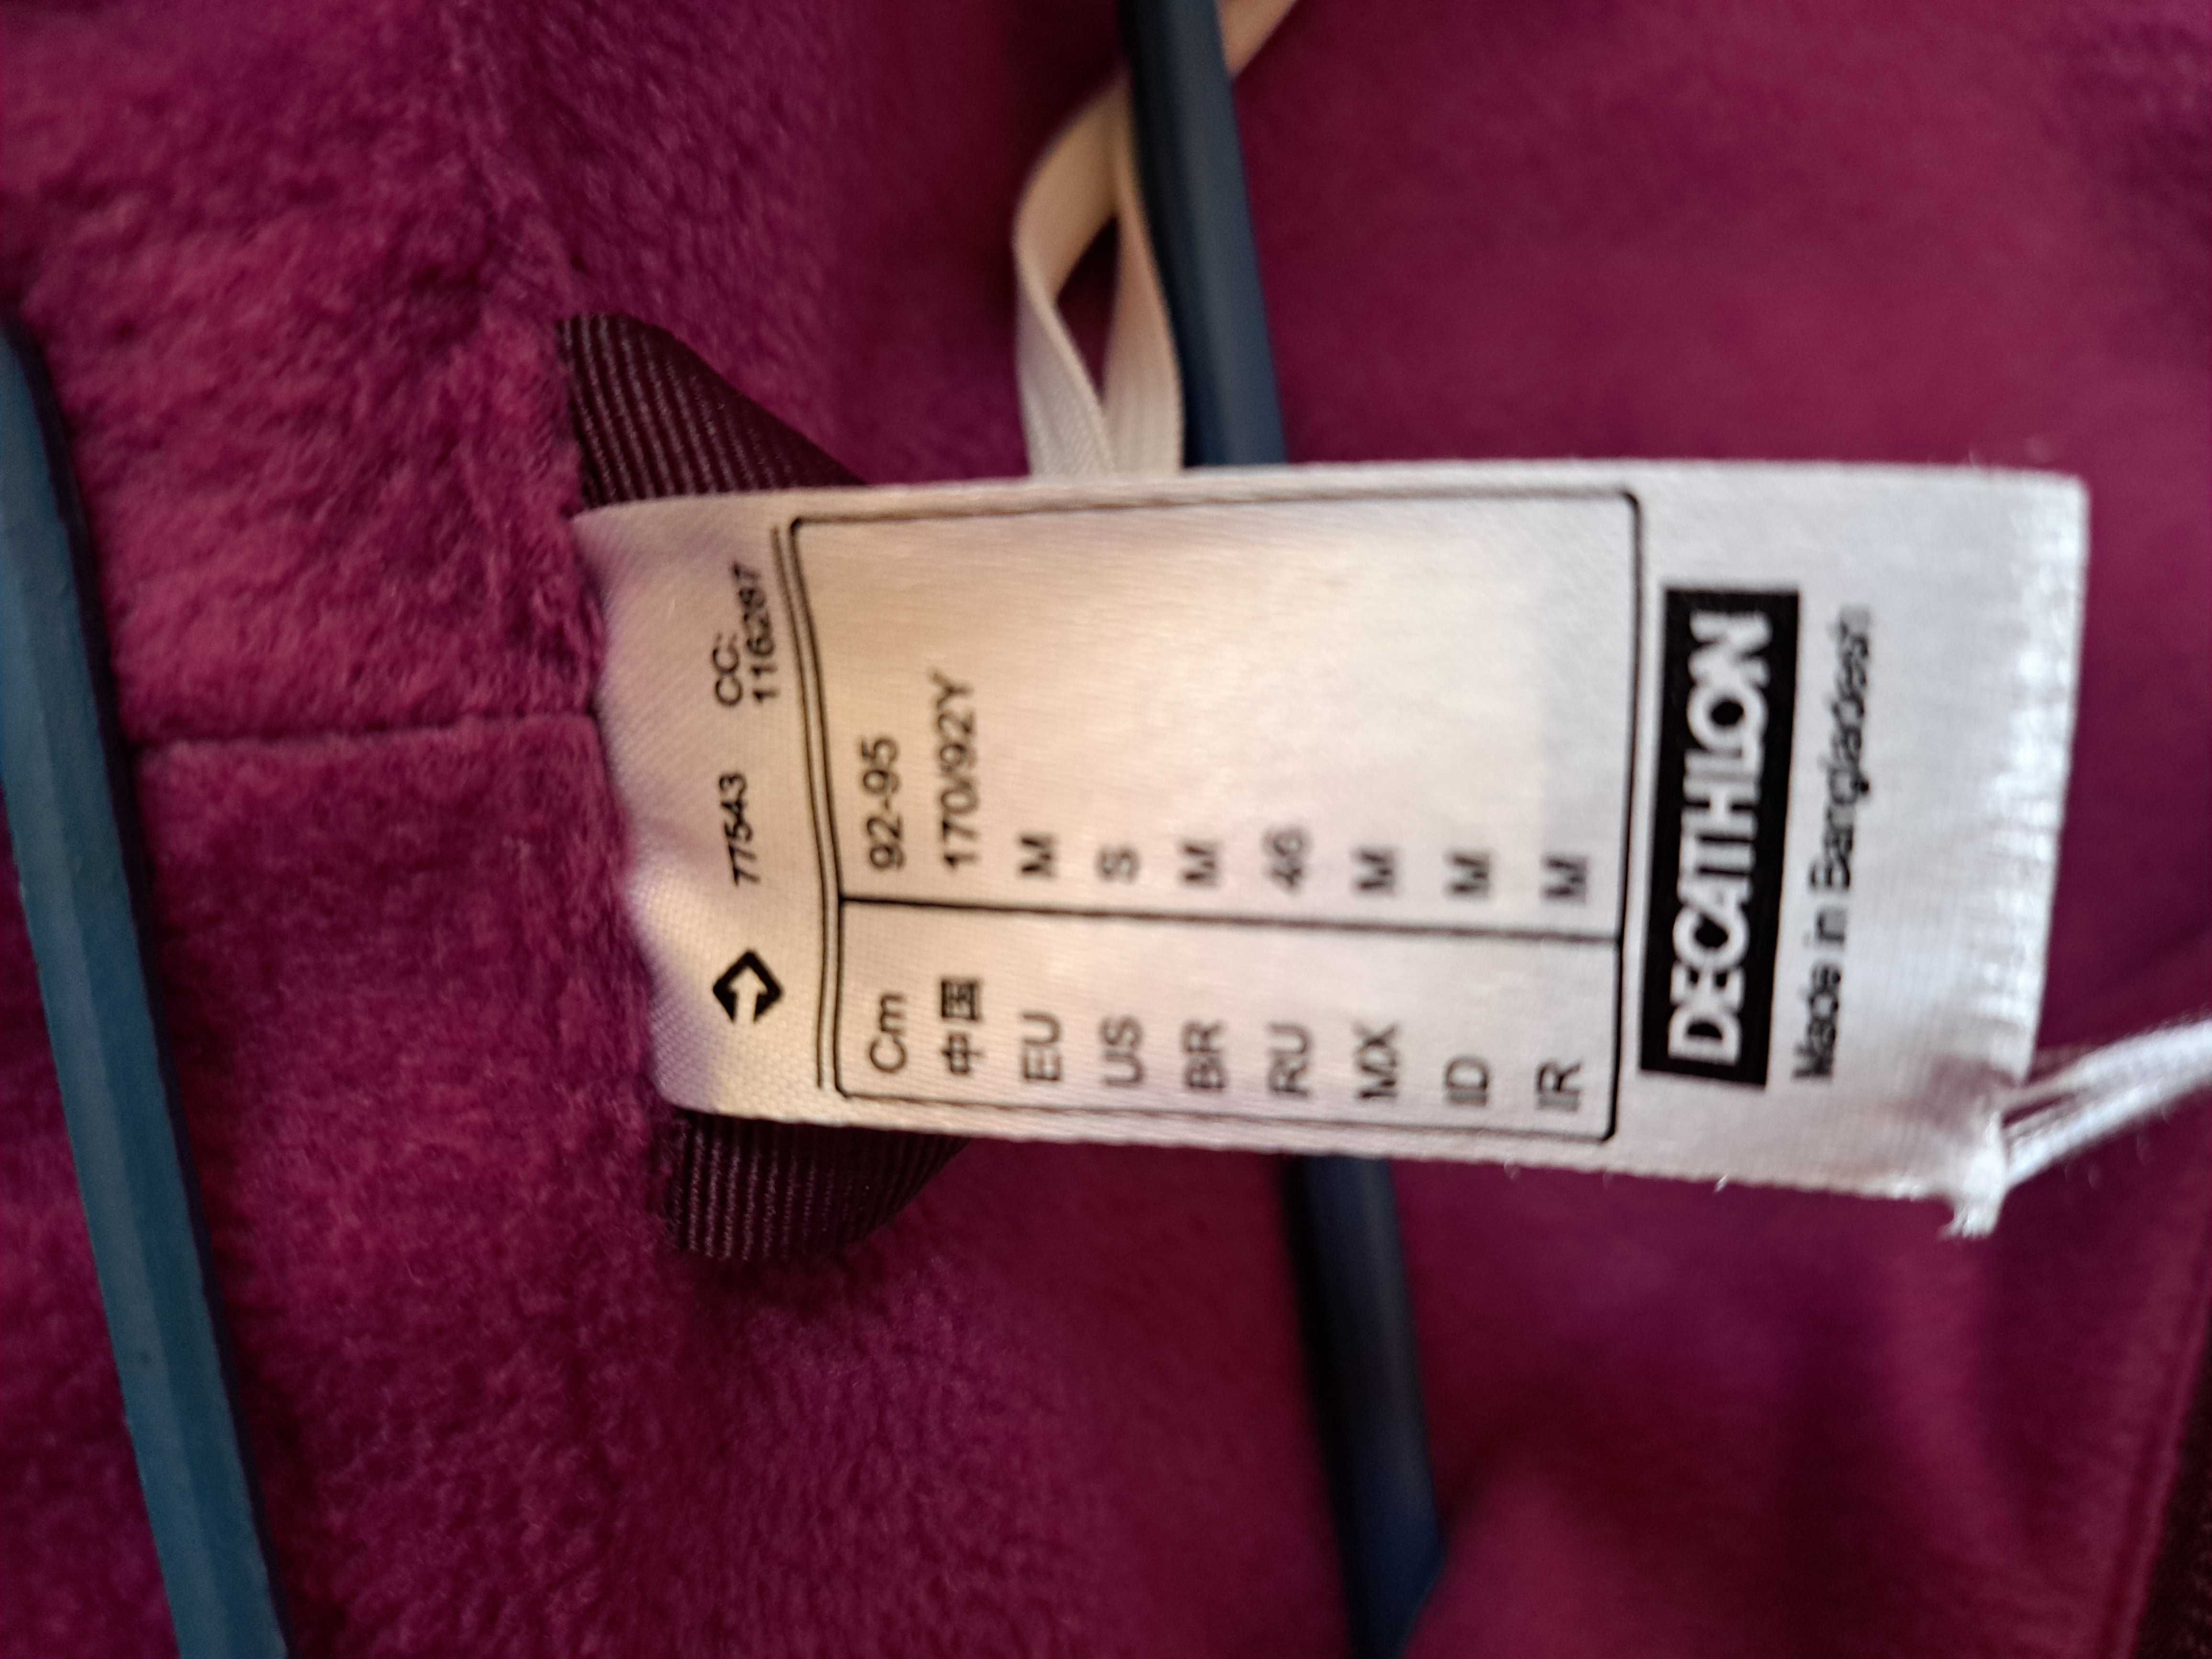 77543 CC:
1162287
Cm 92-95
中国 170/92Y
EU M
US S
BR M
RU 46
MX M
ID M
IR M
DECATHLON
Made in Bangladesh